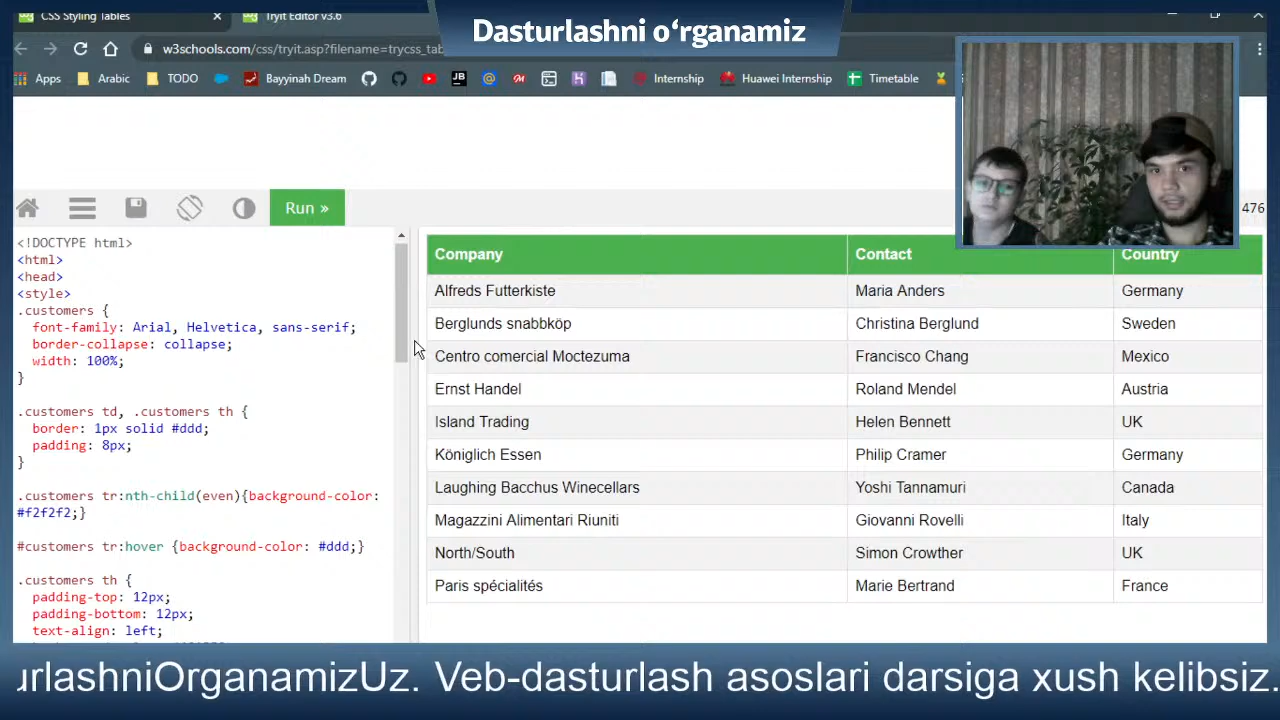 CSS Styling Tables
Tryit Editor v3.6
Dasturlashni oʻrganamiz
w3schools.com/css/tryit.asp?filename=trycss_tab
Apps
Arabic
TODO
Bayyinah Dream
Internship
Huawei Internship
Timetable
Run »
476
<!DOCTYPE html>
<html>
<head>
<style>
.customers {
font-family: Arial, Helvetica, sans-serif;
border-collapse: collapse;
width: 100%;
}
.customers td, .customers th {
border: 1px solid #ddd;
padding: 8px;
}
.customers tr:nth-child(even){background-color:
#f2f2f2;}
#customers tr:hover {background-color: #ddd;}
.customers th {
padding-top: 12px;
padding-bottom: 12px;
text-align: left;
Company Contact Country
Alfreds Futterkiste Maria Anders Germany
Berglunds snabbköp Christina Berglund Sweden
Centro comercial Moctezuma Francisco Chang Mexico
Ernst Handel Roland Mendel Austria
Island Trading Helen Bennett UK
Königlich Essen Philip Cramer Germany
Laughing Bacchus Winecellars Yoshi Tannamuri Canada
Magazzini Alimentari Riuniti Giovanni Rovelli Italy
North/South Simon Crowther UK
Paris spécialités Marie Bertrand France
urlashniOrganamizUz. Veb-dasturlash asoslari darsiga xush kelibsiz.